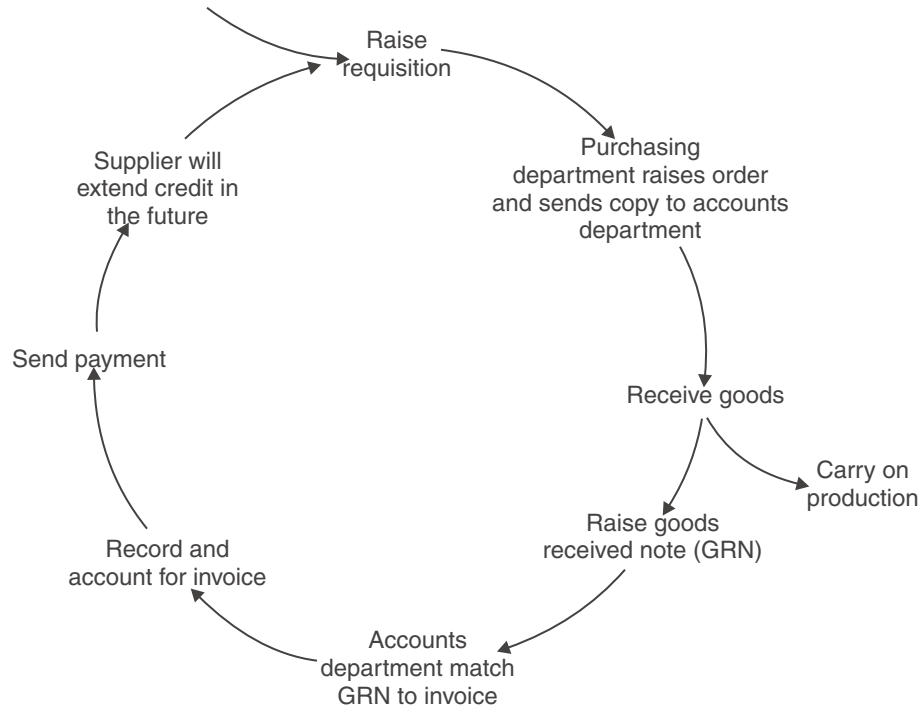 Raise
requisition
Purchasing
department raises order
and sends copy to accounts
department
Receive goods
Carry on
production
Raise goods
received note (GRN)
Accounts
department match
GRN to invoice
Record and
account for invoice
Send payment
Supplier will
extend credit in
the future